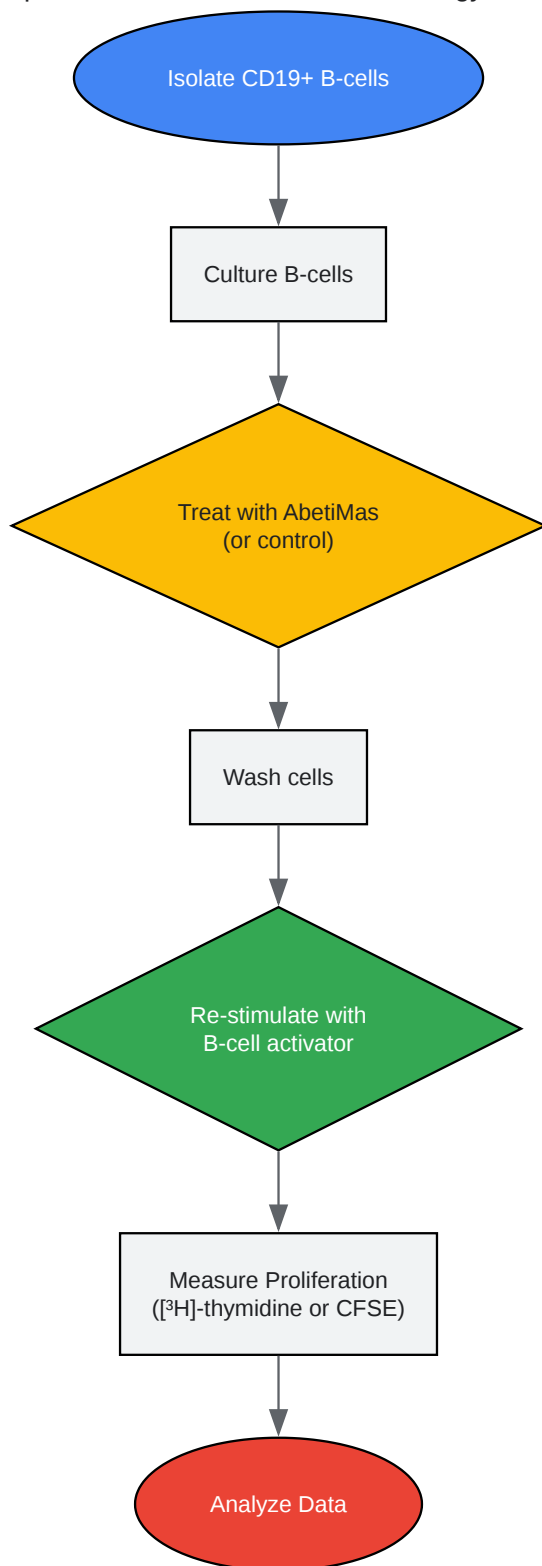 Isolate CD19+ B-cells
Culture B-cells
Treat with AbetiMas
(or control)
Wash cells
Re-stimulate with
B-cell activator
Measure Proliferation
([³H]-thymidine or CFSE)
Analyze Data